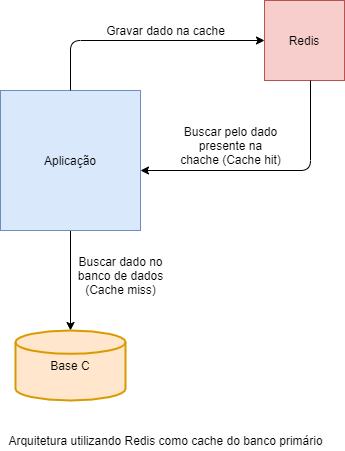 Gravar dado na cache
Redis
Buscar pelo dado
presente na
chache (Cache hit)
Aplicação
Buscar dado no
banco de dados
(Cache miss)
Base C
Arquitetura utilizando Redis como cache do banco primário